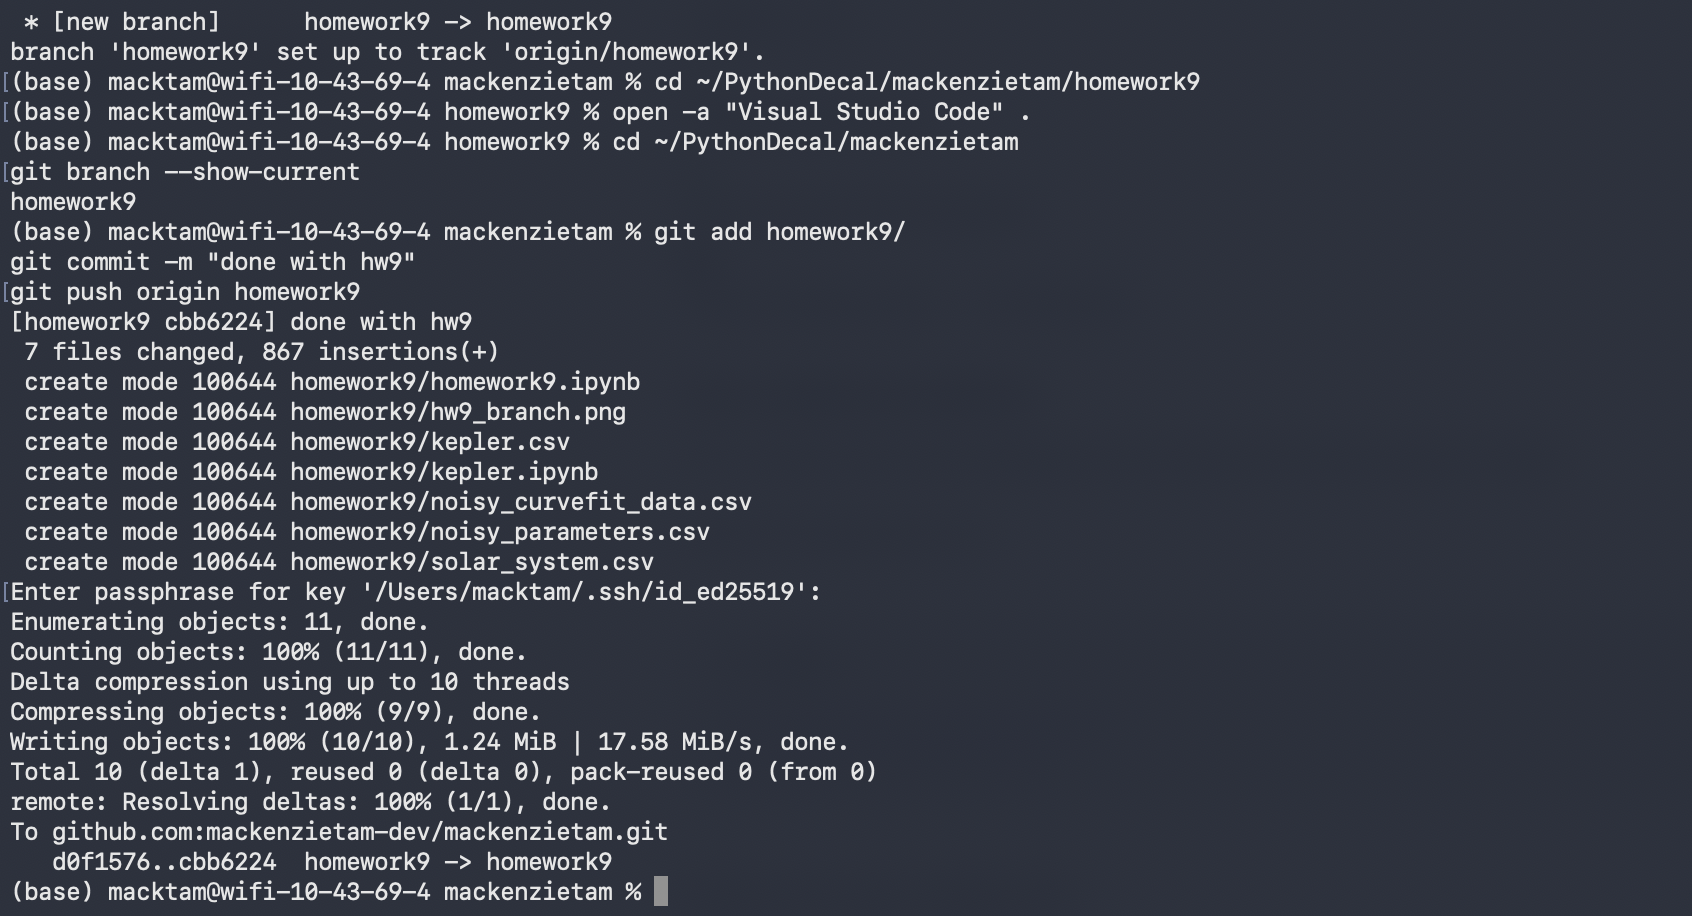 * [new branch]      homework9 -> homework9
branch 'homework9' set up to track 'origin/homework9'.
[(base) macktam@wifi-10-43-69-4 mackenzietam % cd ~/PythonDecal/mackenzietam/homework9
[(base) macktam@wifi-10-43-69-4 homework9 % open -a "Visual Studio Code" .
(base) macktam@wifi-10-43-69-4 homework9 % cd ~/PythonDecal/mackenzietam
[git branch --show-current
homework9
(base) macktam@wifi-10-43-69-4 mackenzietam % git add homework9/
git commit -m "done with hw9"
[git push origin homework9
[homework9 cbb6224] done with hw9
 7 files changed, 867 insertions(+)
 create mode 100644 homework9/homework9.ipynb
 create mode 100644 homework9/hw9_branch.png
 create mode 100644 homework9/kepler.csv
 create mode 100644 homework9/kepler.ipynb
 create mode 100644 homework9/noisy_curvefit_data.csv
 create mode 100644 homework9/noisy_parameters.csv
 create mode 100644 homework9/solar_system.csv
[Enter passphrase for key '/Users/macktam/.ssh/id_ed25519':
Enumerating objects: 11, done.
Counting objects: 100% (11/11), done.
Delta compression using up to 10 threads
Compressing objects: 100% (9/9), done.
Writing objects: 100% (10/10), 1.24 MiB | 17.58 MiB/s, done.
Total 10 (delta 1), reused 0 (delta 0), pack-reused 0 (from 0)
remote: Resolving deltas: 100% (1/1), done.
To github.com:mackenzietam-dev/mackenzietam.git
   d0f1576..cbb6224  homework9 -> homework9
(base) macktam@wifi-10-43-69-4 mackenzietam %